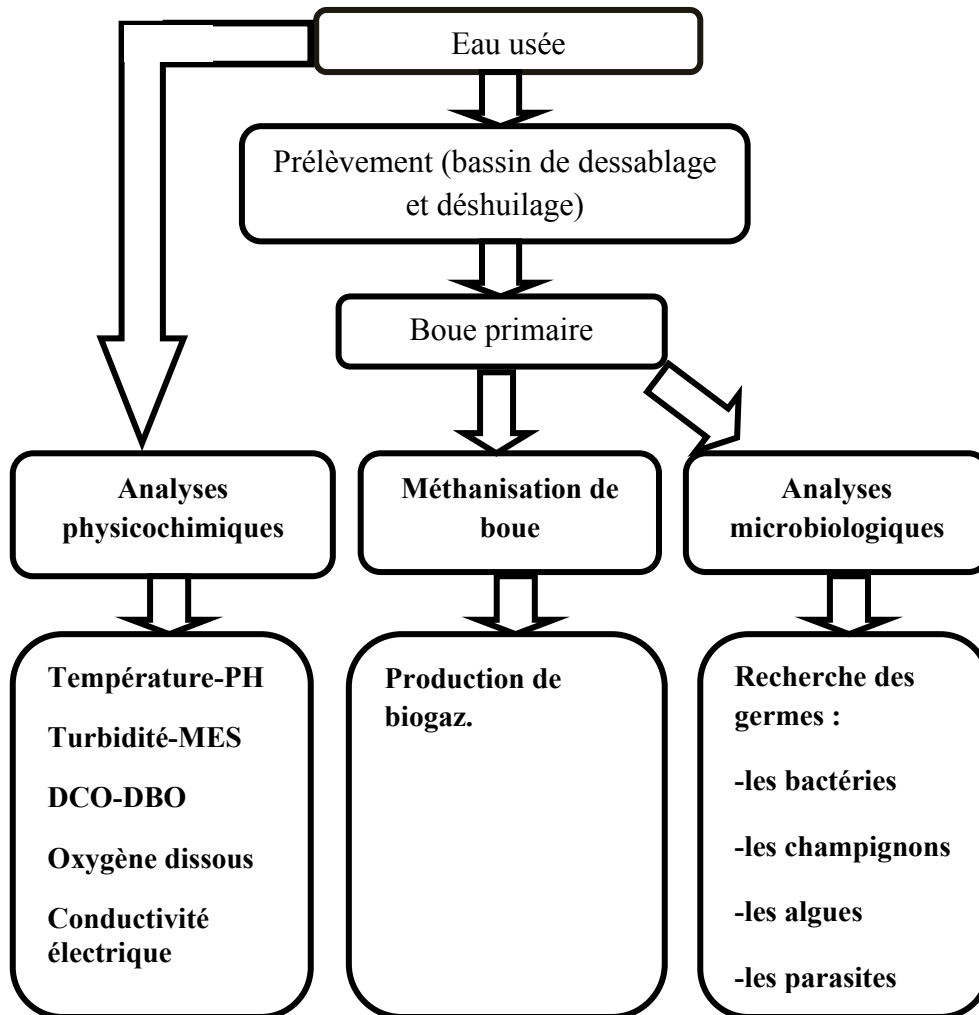 Eau usée
Prélèvement (bassin de dessablage
et déshuilage)
Boue primaire
Analyses
physicochimiques
Méthanisation de
boue
Analyses
microbiologiques
Température-PH
Turbidité-MES
DCO-DBO
Oxygène dissous
Conductivité
électrique
Production de
biogaz.
Recherche des
germes :
-les bactéries
-les champignons
-les algues
-les parasites